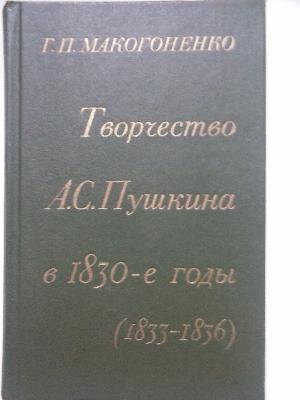 Г.П.МАКОГОНЕНКО
Творчество
А.С.Пушкина
в 1830-е годы
(1833-1836)